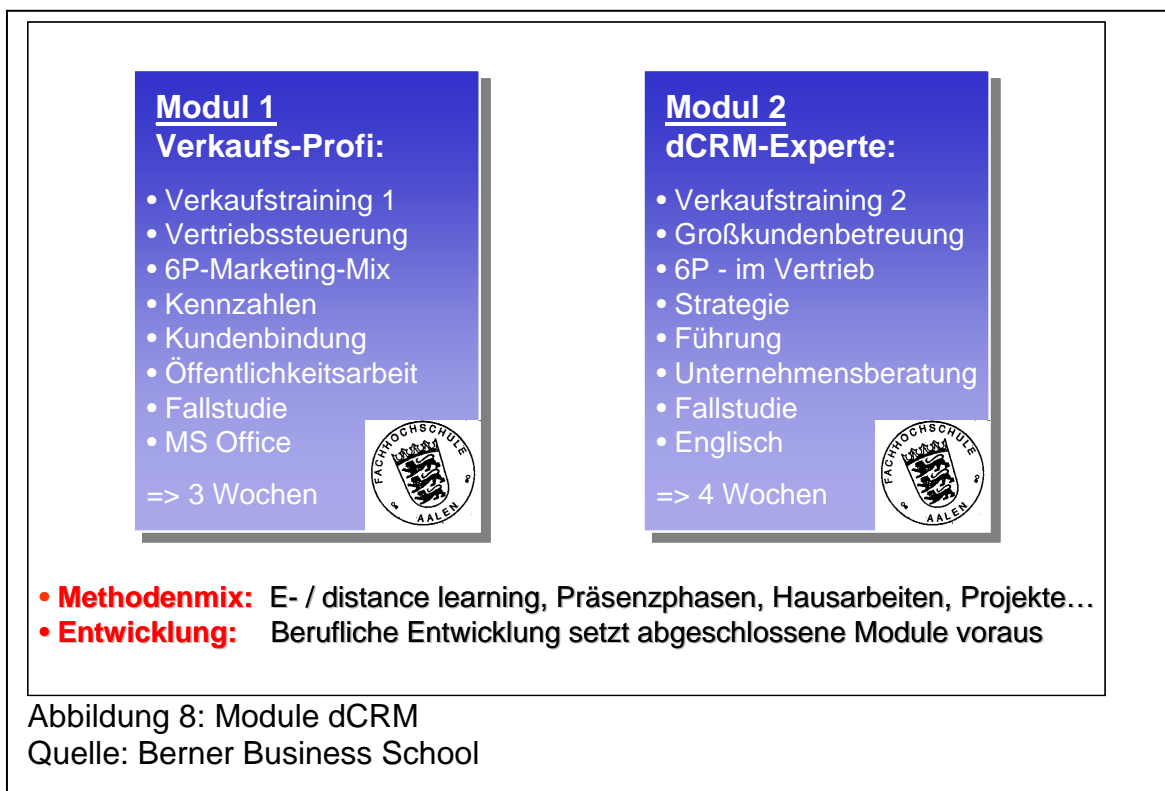 Modul 1
Verkaufs-Profi:
• Verkaufstraining 1
• Vertriebssteuerung
• 6P-Marketing-Mix
• Kennzahlen
• Kundenbindung
• Öffentlichkeitsarbeit
• Fallstudie
• MS Office
=> 3 Wochen
FACHHOCHSCHULE
AALEN
Modul 2
dCRM-Experte:
• Verkaufstraining 2
• Großkundenbetreuung
• 6P - im Vertrieb
• Strategie
• Führung
• Unternehmensberatung
• Fallstudie
• Englisch
=> 4 Wochen
FACHHOCHSCHULE
AALEN
• Methodenmix: E- / distance learning, Präsenzphasen, Hausarbeiten, Projekte…
• Entwicklung: Berufliche Entwicklung setzt abgeschlossene Module voraus
Abbildung 8: Module dCRM
Quelle: Berner Business School